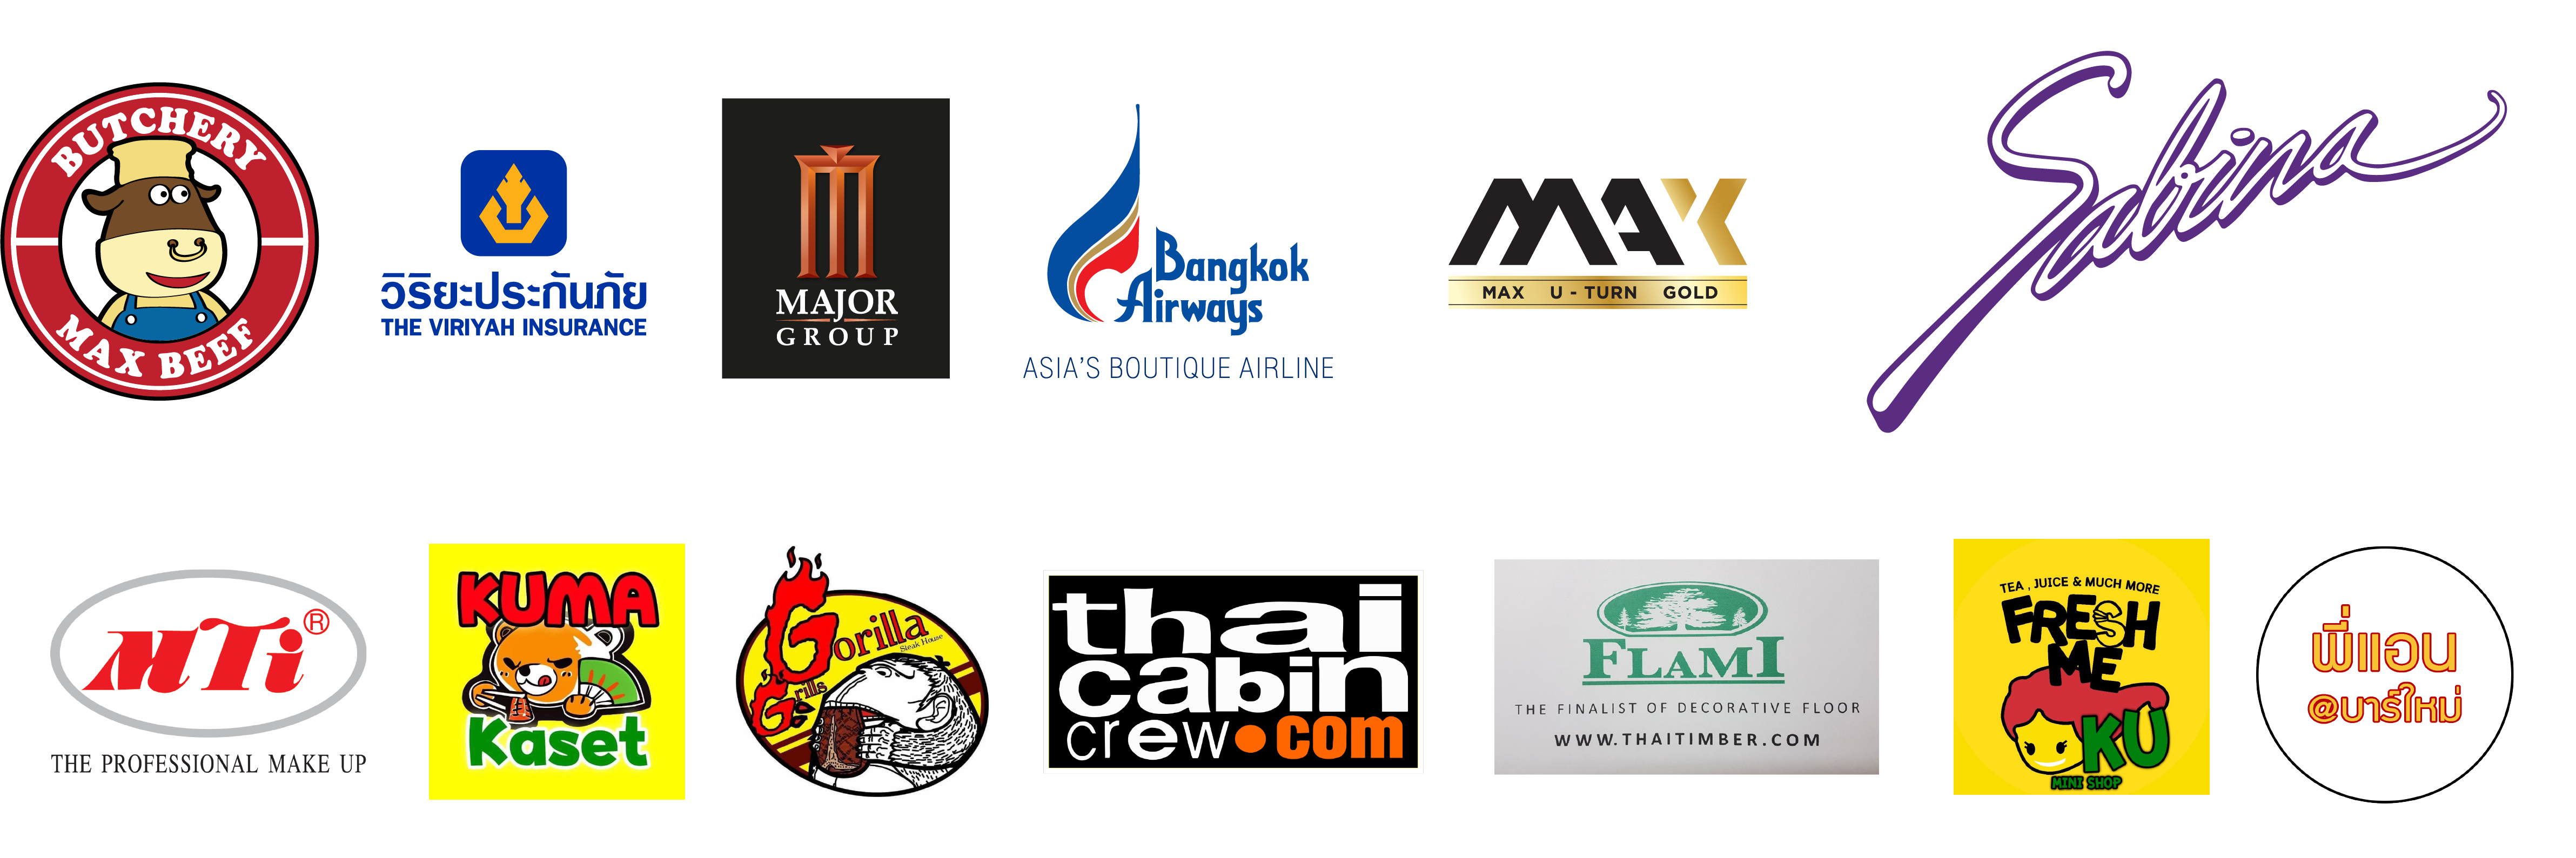 BUTCHERY
MAX BEEF
วิริยะประกันภัย
THE VIRIYAH INSURANCE
MAJOR
GROUP
Bangkok
Airways
ASIA'S BOUTIQUE AIRLINE
MAX
MAX U - TURN GOLD
Sabina
MTi®
THE PROFESSIONAL MAKE UP
KUMA
Kaset
Gorilla
Steak House
Grills
thai
cabin
crew.com
FLAMI
THE FINALIST OF DECORATIVE FLOOR
WWW.THAITIMBER.COM
TEA , JUICE & MUCH MORE
FRESH
ME
KU
MINI SHOP
พี่แอน
@บาร์ใหม่